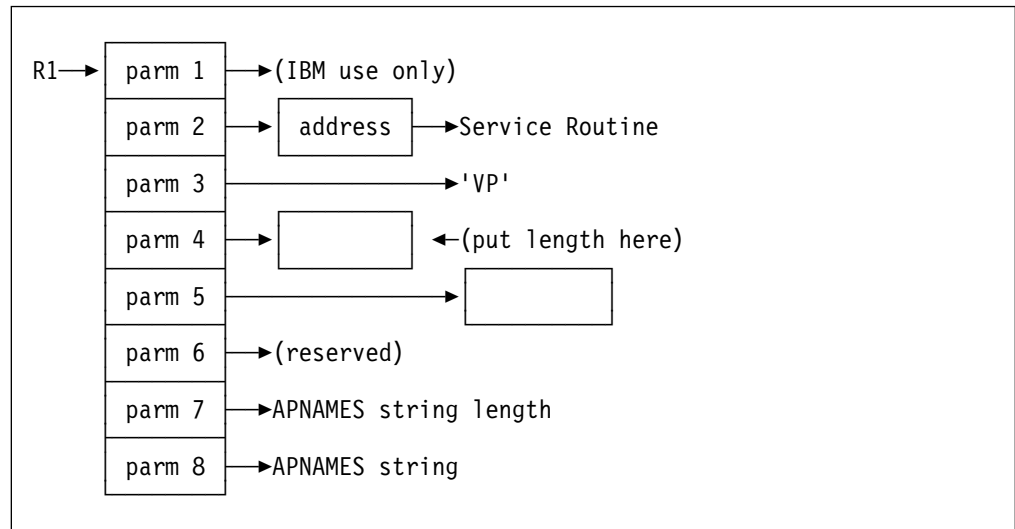 R1 parm 1 (IBM use only)
parm 2 address Service Routine
parm 3 'VP'
parm 4 (put length here)
parm 5
parm 6 (reserved)
parm 7 APNAMES string length
parm 8 APNAMES string